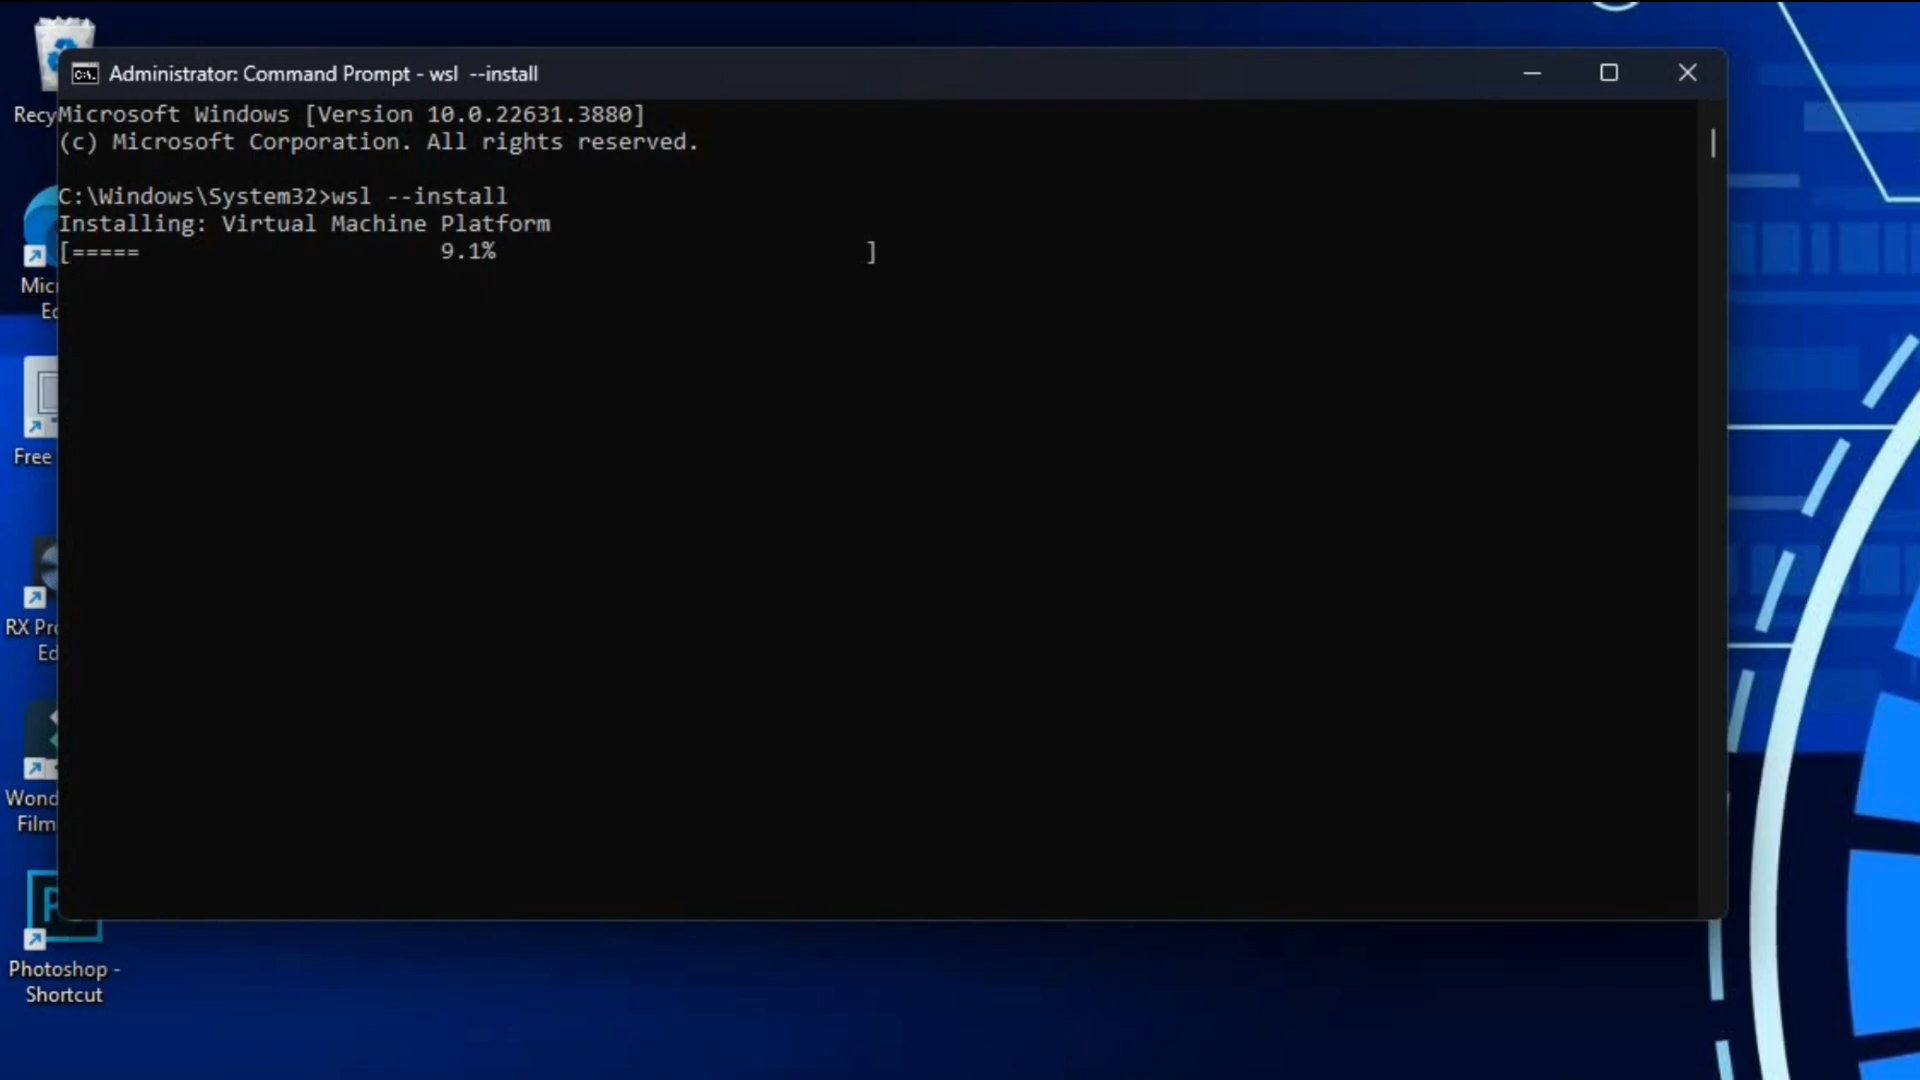 Administrator: Command Prompt - wsl --install
Microsoft Windows [Version 10.0.22631.3880]
(c) Microsoft Corporation. All rights reserved.
C:\Windows\System32>wsl --install
Installing: Virtual Machine Platform
[===== 9.1% ]
Recy
Mic
Ed
Free
RX Pro
Ed
Wond
Film
Photoshop -
Shortcut